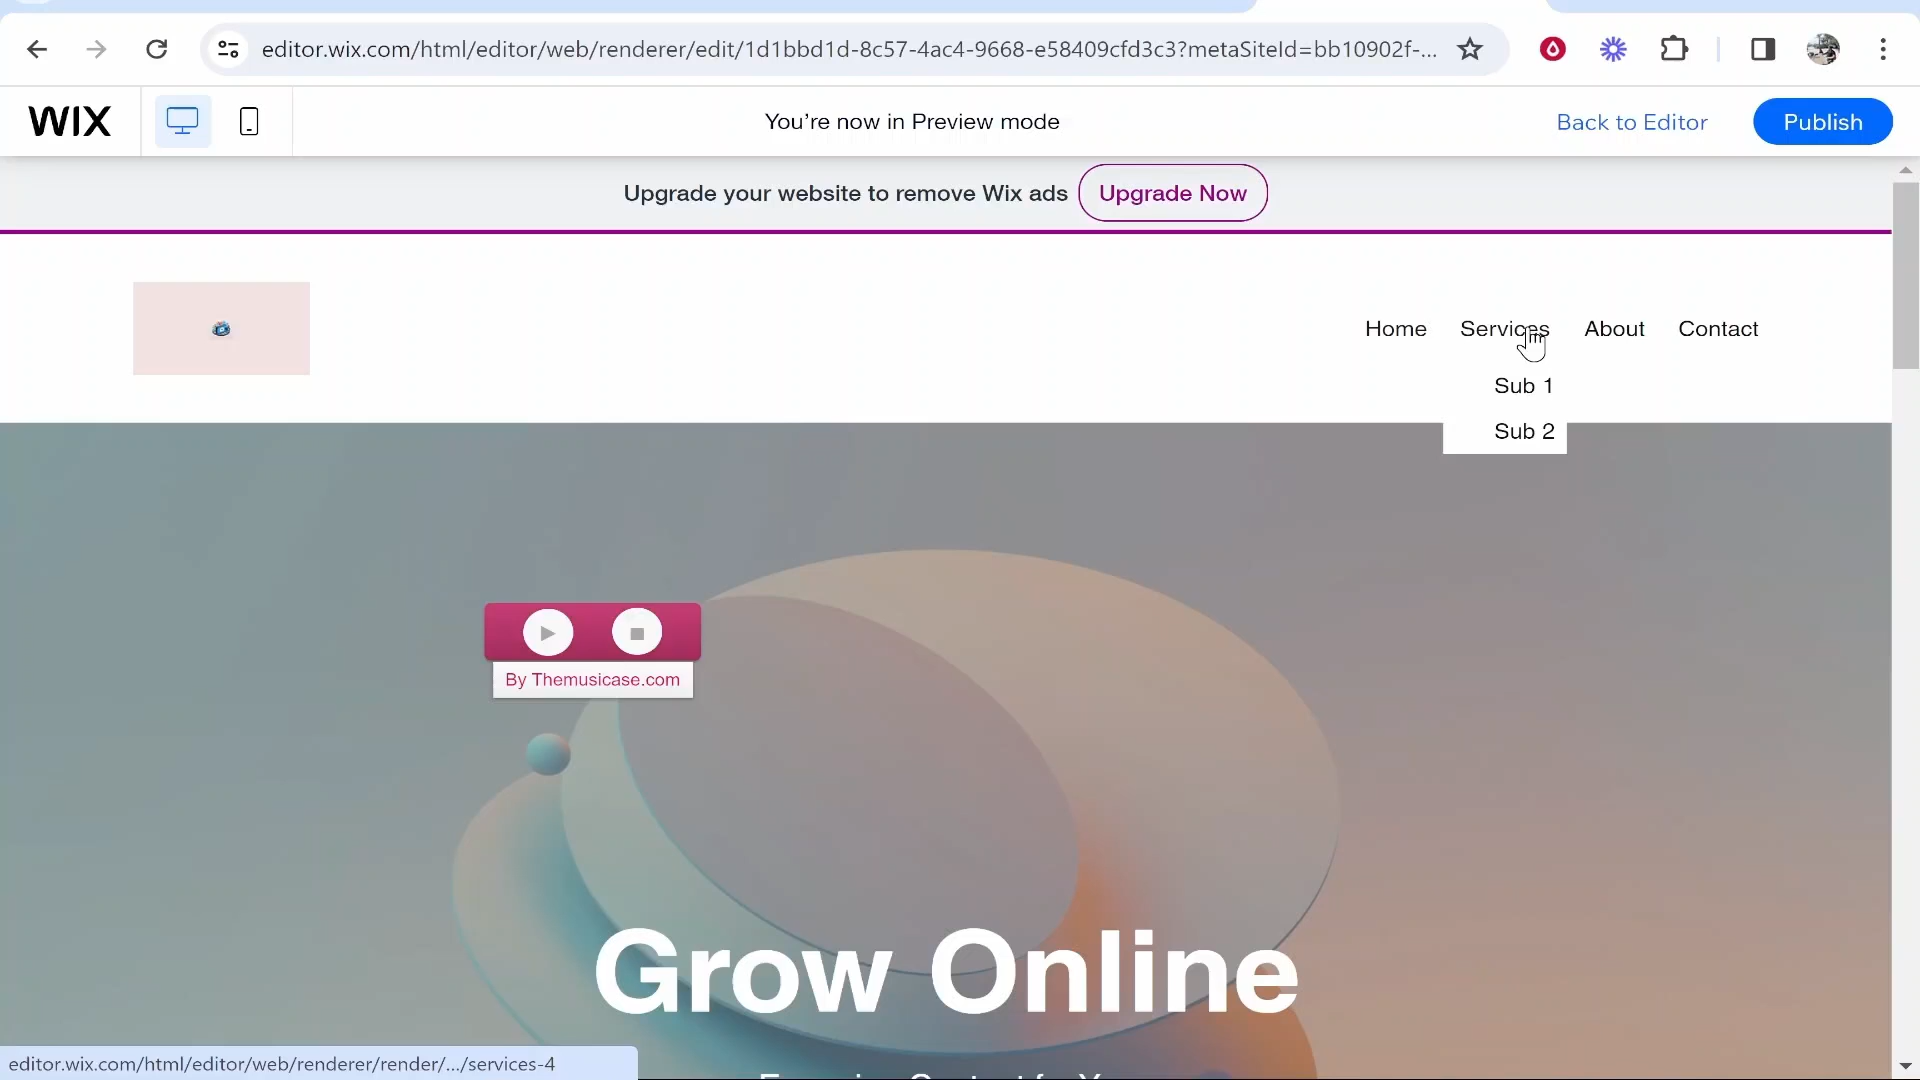 editor.wix.com/html/editor/web/renderer/edit/1d1bbd1d-8c57-4ac4-9668-e58409cfd3c3?metaSiteId=bb10902f-...
WIX
You're now in Preview mode
Back to Editor
Publish
Upgrade your website to remove Wix ads
Upgrade Now
Home
Services
About
Contact
Sub 1
Sub 2
By Themusicase.com
Grow Online
editor.wix.com/html/editor/web/renderer/render/.../services-4